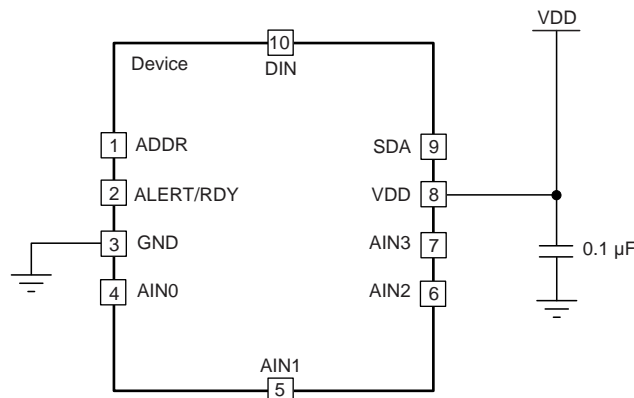 VDD
10
Device
DIN
1 ADDR
SDA 9
2 ALERT/RDY
VDD 8
3 GND
AIN3 7
0.1 µF
4 AIN0
AIN2 6
AIN1
5